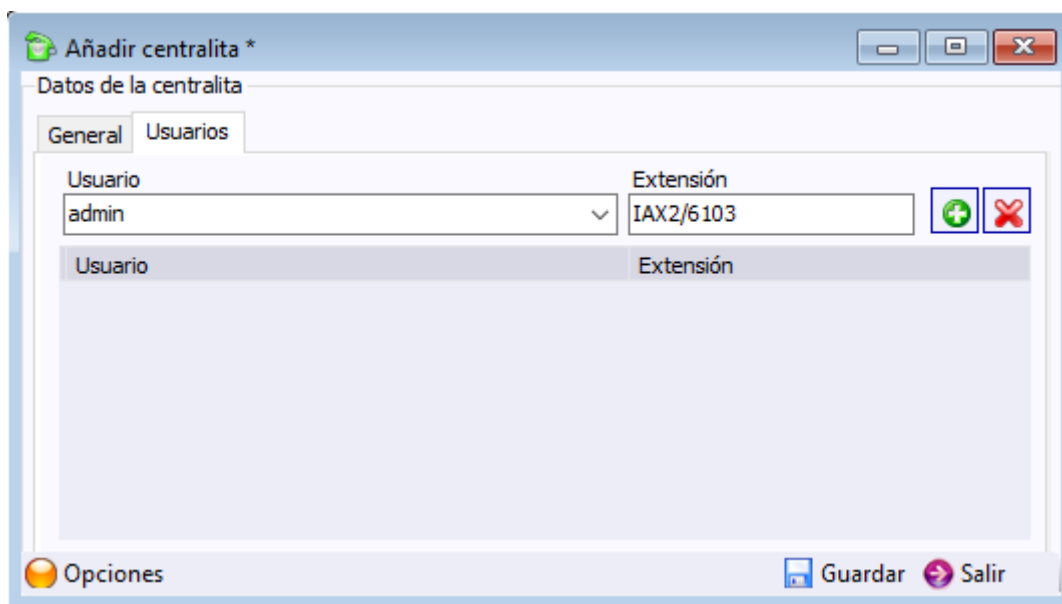 Añadir centralita *
Datos de la centralita
General Usuarios
Usuario Extensión
admin IAX2/6103
Usuario Extensión
Opciones Guardar Salir